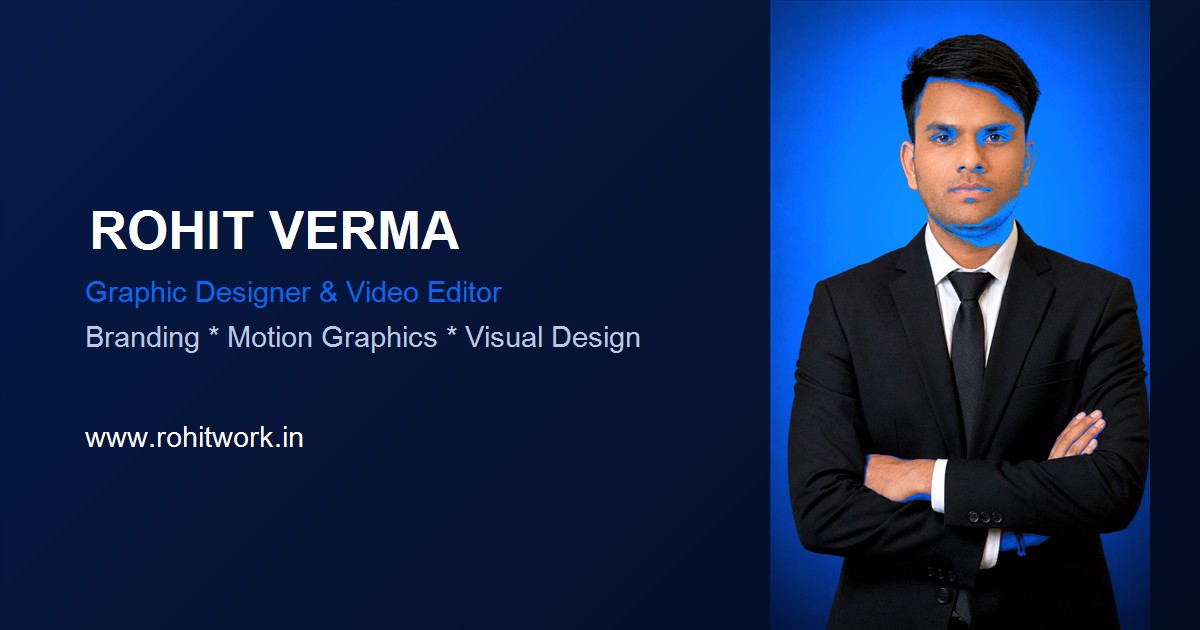 ROHIT VERMA
Graphic Designer & Video Editor
Branding * Motion Graphics * Visual Design
www.rohitwork.in